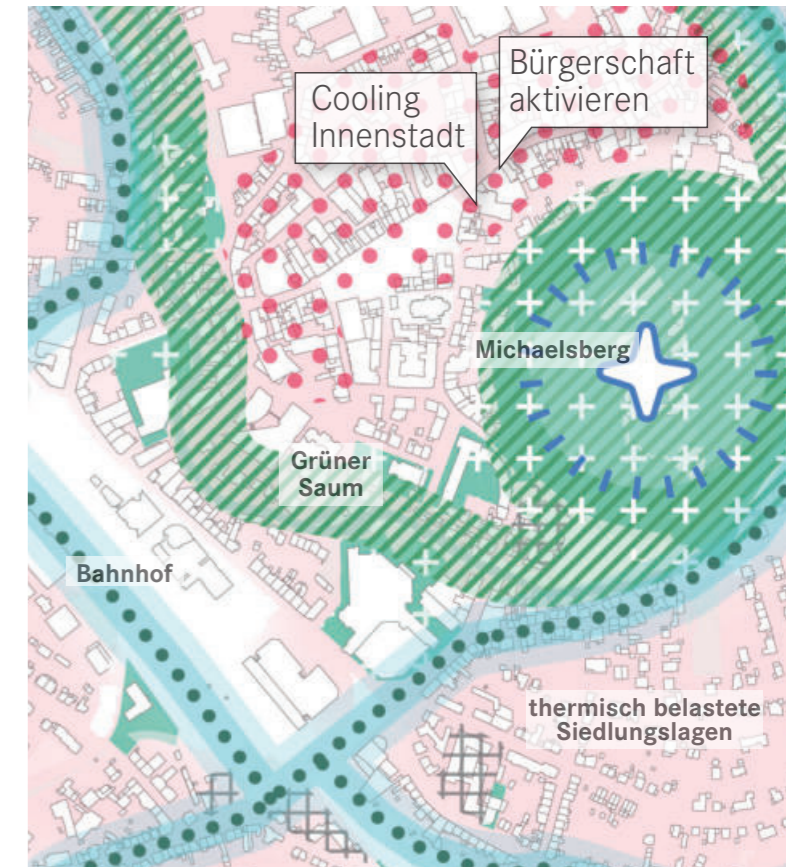 Bürgerschaft
aktivieren
Cooling
Innenstadt
Michaelsberg
Grüner
Saum
Bahnhof
thermisch belastete
Siedlungslagen